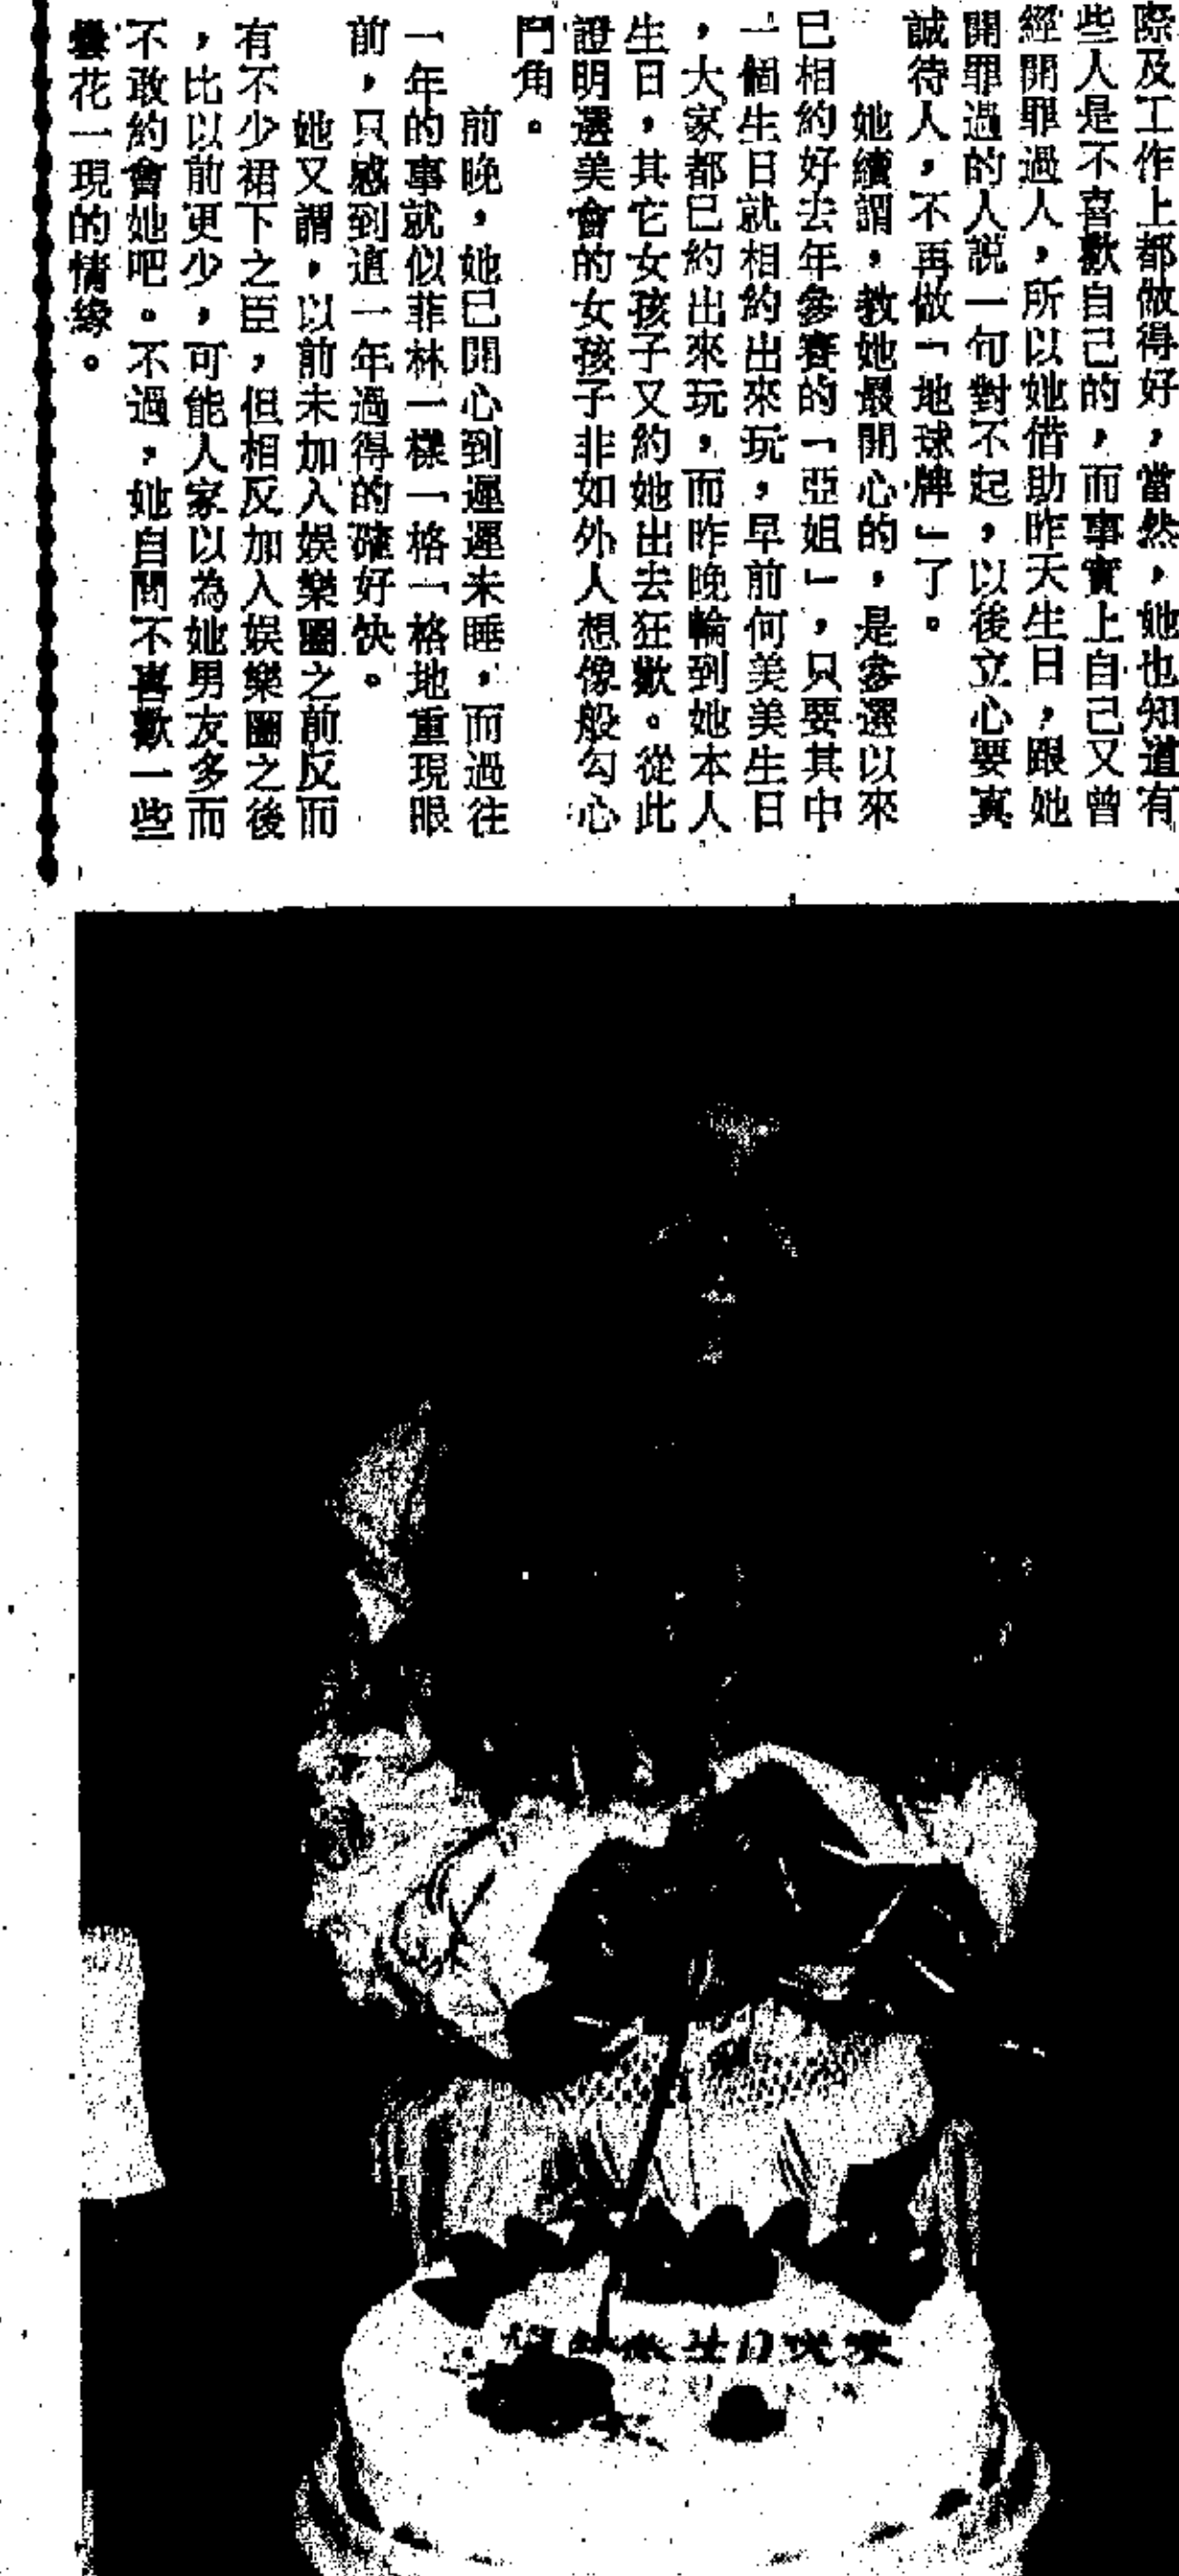 際及工作上都做得好，當然，她也知道有
些人是不喜歡自己的，而事實上自己又曾
經開罪過人，所以她借助昨天生日，跟她
開罪過的人説一句對不起，以後立心要真
誠待人，不再做「地球牌」了。
她續謂，教她最開心的，是參選以來
已相約好去年參賽的「亞姐」，只要其中
一個生日就相約出來玩，早前何美美生日
，大家都已約出來玩，而昨晚輪到她本人
生日，其它女孩子又約她出去狂歡。從此
證明選美會的女孩子非如外人想像般勾心
鬥角。
前晚，她已開心到遲遲未睡，而過往
一年的事就似菲林一樣一格一格地重現眼
前，只感到這一年過得的確好快。
她又謂，以前未加入娛樂圈之前反而
有不少裙下之臣，但相反加入娛樂圈之後
，比以前更少，可能人家以為她男友多而
不敢約會她吧。不過，她自問不喜歡一些
曇花一現的情緣。
生日快樂